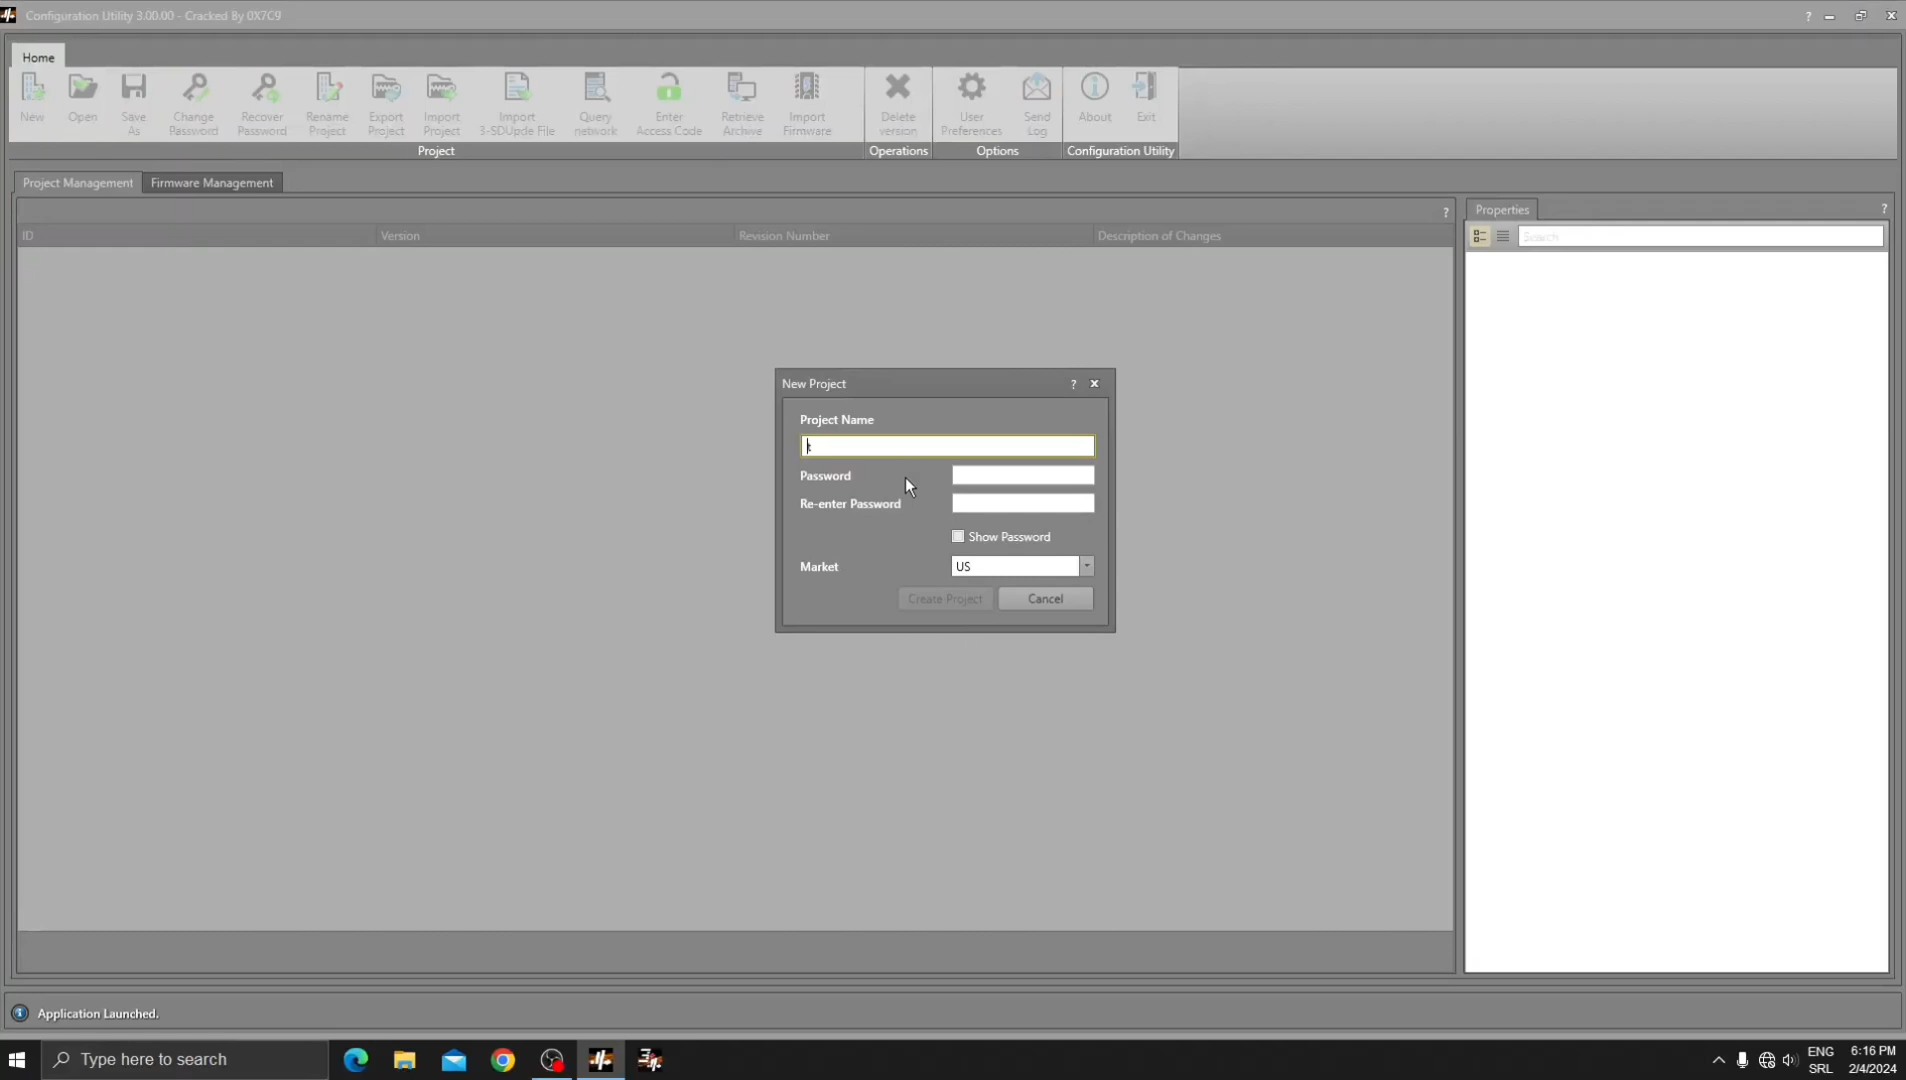 Configuration Utility 3.00.00 - Cracked By 0X7C9
?
Home
New
Open
Save As
Change Password
Recover Password
Rename Project
Export Project
Import Project
Import 3-SDUpde File
Query network
Enter Access Code
Retrieve Archive
Import Firmware
Delete version
User Preferences
Send Log
About
Exit
Project
Operations
Options
Configuration Utility
Project Management
Firmware Management
?
Properties
?
ID
Version
Revision Number
Description of Changes
Search
New Project
?
Project Name
t
Password
Re-enter Password
Show Password
Market
US
Create Project
Cancel
Application Launched.
Type here to search
ENG
SRL
6:16 PM
2/4/2024